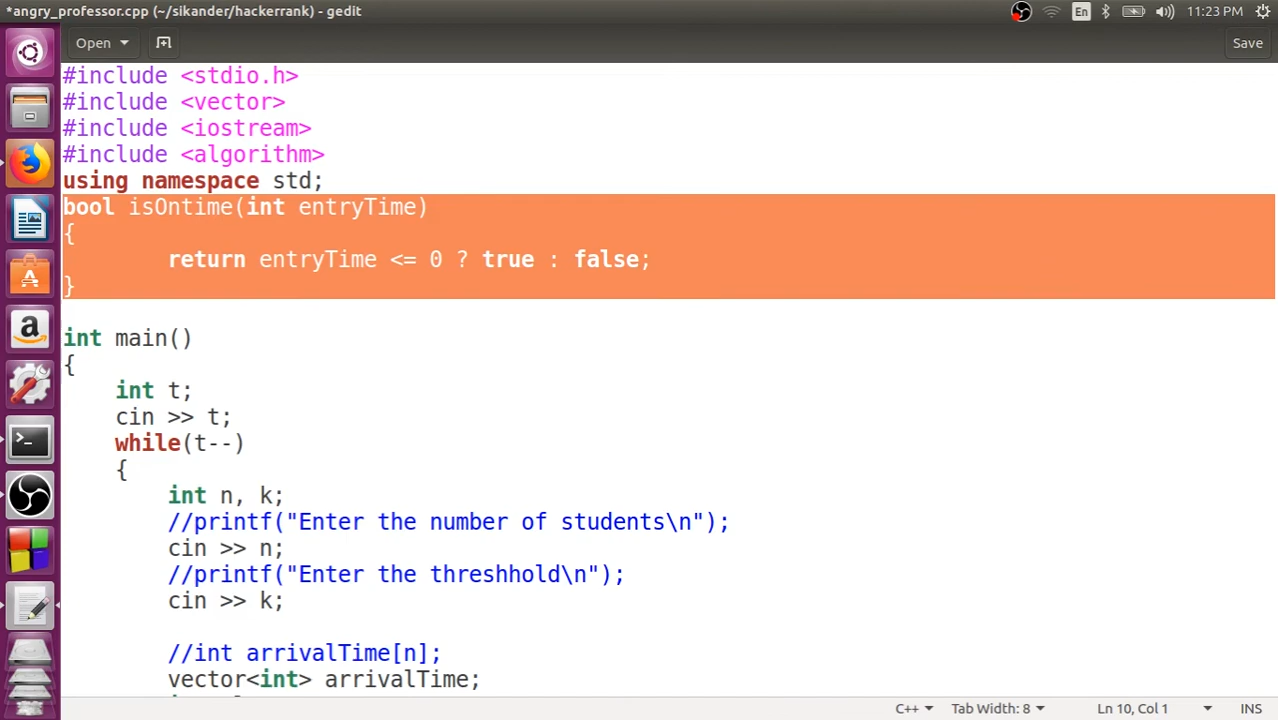 *angry_professor.cpp (~/sikander/hackerrank) - gedit
En
11:23 PM
Open
Save
#include <stdio.h>
#include <vector>
#include <iostream>
#include <algorithm>
using namespace std;
bool isOntime(int entryTime)
{
return entryTime <= 0 ? true : false;
}
int main()
{
int t;
cin >> t;
while(t--)
{
int n, k;
//printf("Enter the number of students\n");
cin >> n;
//printf("Enter the threshhold\n");
cin >> k;
//int arrivalTime[n];
vector<int> arrivalTime;
C++
Tab Width: 8
Ln 10, Col 1
INS